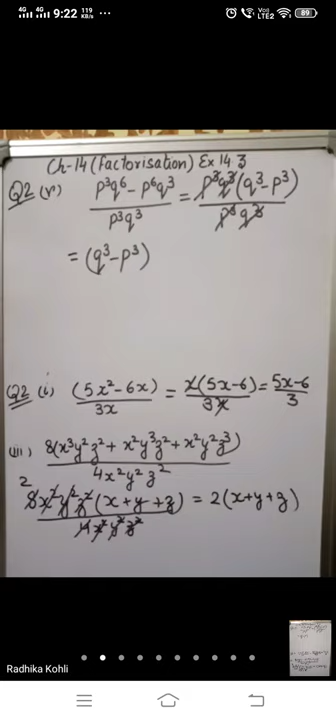 4G 4G 9:22 119 KB/s Vo) LTE2 89
Ch-14 (factorisation) Ex 14.3
Q2 (v) p³q⁶ - p⁶q³ / p³q³ = p³q³(q³ - p³) / p³q³
= (q³ - p³)
Q2 (i) (5x² - 6x) / 3x = x(5x - 6) / 3x = 5x - 6 / 3
(iii) 8(x³y²z² + x²y³z² + x²y²z³) / 4x²y²z²
2 8x²y²z²(x + y + z) / 4x²y²z² = 2(x + y + z)
Radhika Kohli